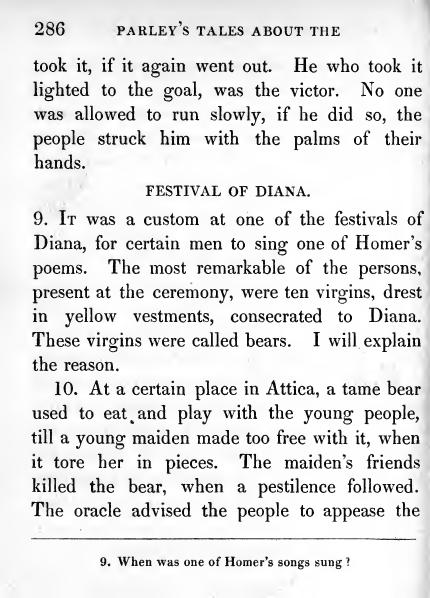 286 PARLEY'S TALES ABOUT THE
took it, if it again went out. He who took it
lighted to the goal, was the victor. No one
was allowed to run slowly, if he did so, the
people struck him with the palms of their
hands.
FESTIVAL OF DIANA.
9. IT was a custom at one of the festivals of
Diana, for certain men to sing one of Homer's
poems. The most remarkable of the persons,
present at the ceremony, were ten virgins, drest
in yellow vestments, consecrated to Diana.
These virgins were called bears. I will explain
the reason.
10. At a certain place in Attica, a tame bear
used to eat and play with the young people,
till a young maiden made too free with it, when
it tore her in pieces. The maiden's friends
killed the bear, when a pestilence followed.
The oracle advised the people to appease the
9. When was one of Homer's songs sung?